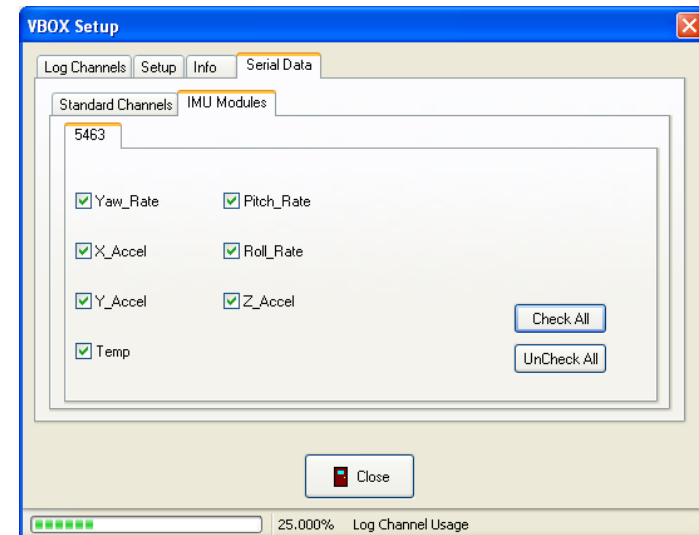 VBOX Setup
Log Channels Setup Info Serial Data
Standard Channels IMU Modules
5463
Yaw_Rate Pitch_Rate
X_Accel Roll_Rate
Y_Accel Z_Accel
Check All
Temp
UnCheck All
Close
25.000% Log Channel Usage